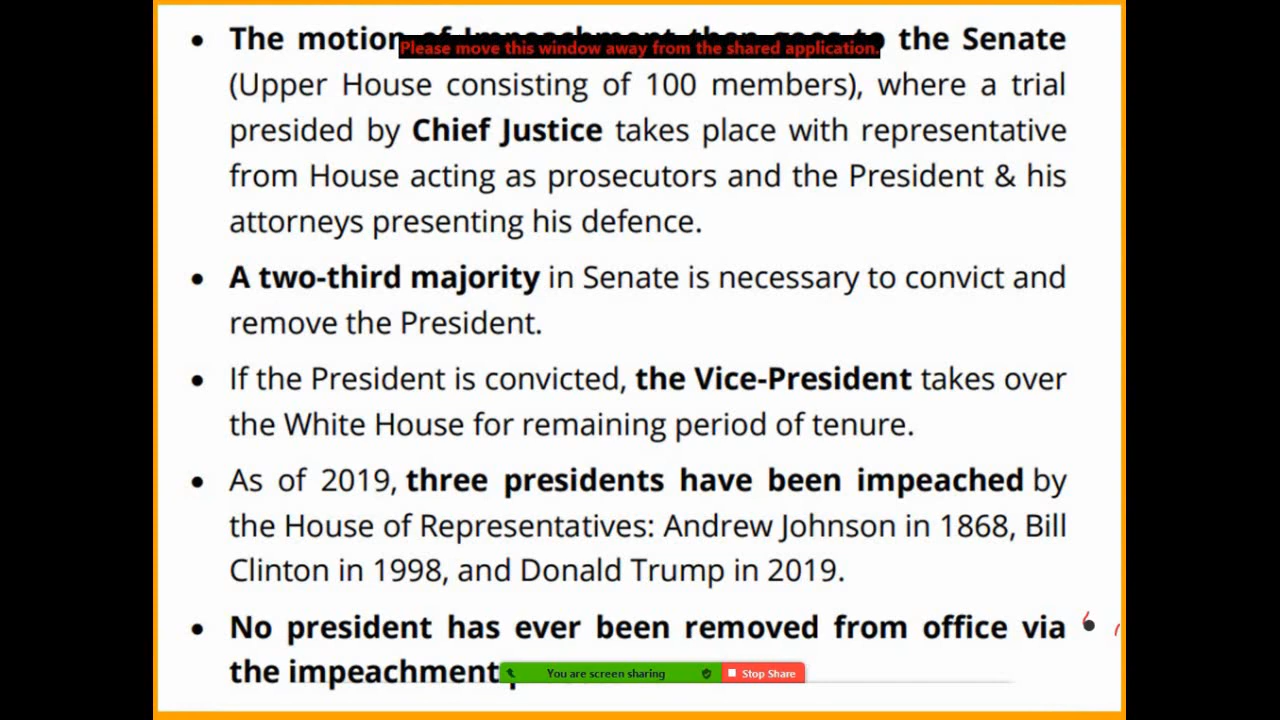 • The motion of Impeachment then goes to the Senate
Please move this window away from the shared application.
(Upper House consisting of 100 members), where a trial
presided by Chief Justice takes place with representative
from House acting as prosecutors and the President & his
attorneys presenting his defence.
• A two-third majority in Senate is necessary to convict and
remove the President.
• If the President is convicted, the Vice-President takes over
the White House for remaining period of tenure.
• As of 2019, three presidents have been impeached by
the House of Representatives: Andrew Johnson in 1868, Bill
Clinton in 1998, and Donald Trump in 2019.
• No president has ever been removed from office via
the impeachment
You are screen sharing Stop Share